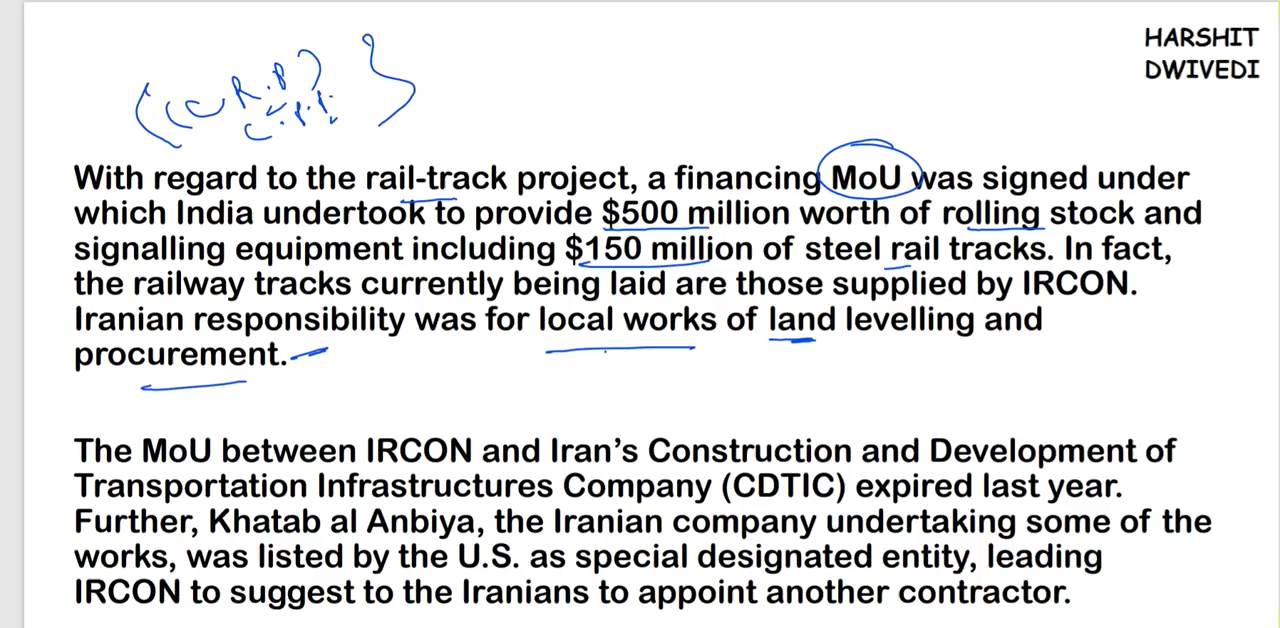 HARSHIT
DWIVEDI
With regard to the rail-track project, a financing MoU was signed under
which India undertook to provide $500 million worth of rolling stock and
signalling equipment including $150 million of steel rail tracks. In fact,
the railway tracks currently being laid are those supplied by IRCON.
Iranian responsibility was for local works of land levelling and
procurement.
The MoU between IRCON and Iran’s Construction and Development of
Transportation Infrastructures Company (CDTIC) expired last year.
Further, Khatab al Anbiya, the Iranian company undertaking some of the
works, was listed by the U.S. as special designated entity, leading
IRCON to suggest to the Iranians to appoint another contractor.